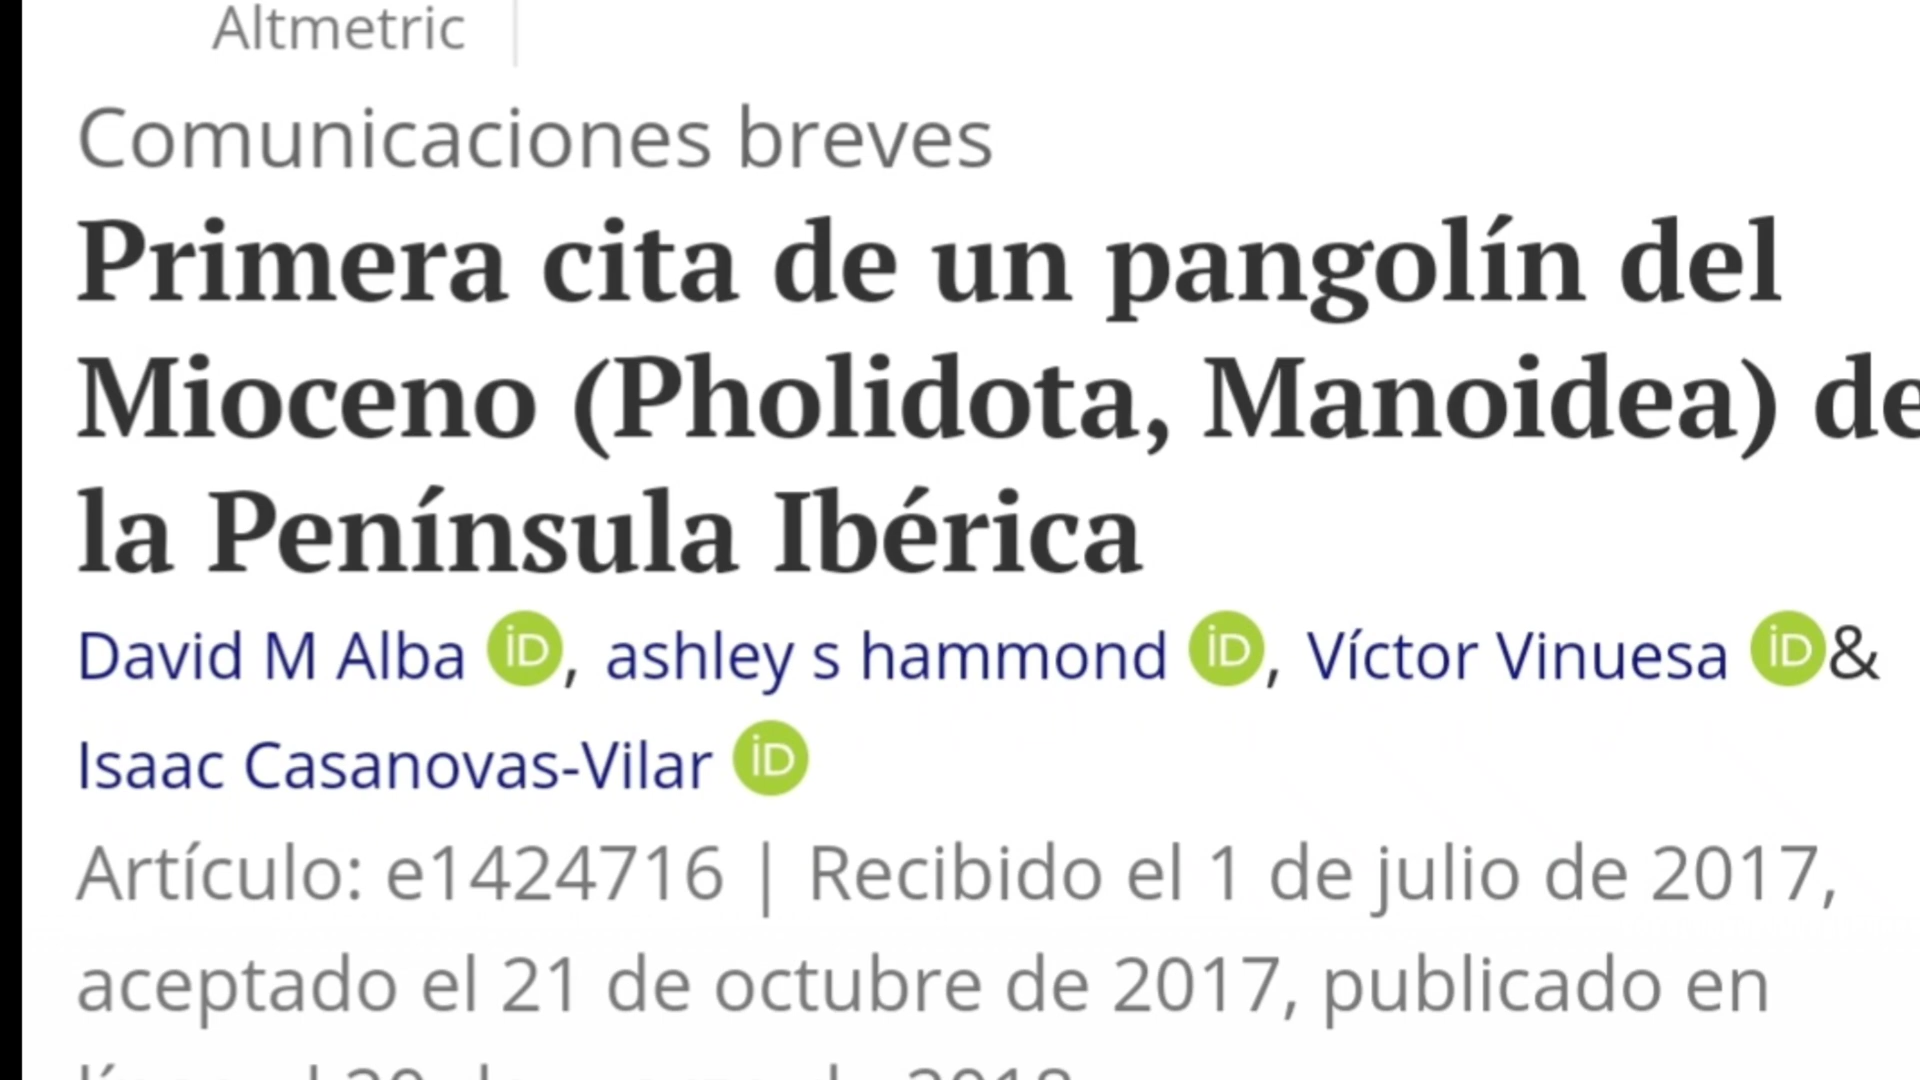 Altmetric
Comunicaciones breves
Primera cita de un pangolín del
Mioceno (Pholidota, Manoidea) de
la Península Ibérica
David M Alba iD, ashley s hammond iD, Víctor Vinuesa iD&
Isaac Casanovas-Vilar iD
Artículo: e1424716 | Recibido el 1 de julio de 2017,
aceptado el 21 de octubre de 2017, publicado en